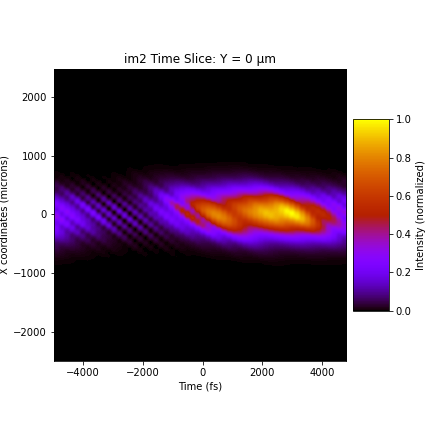 im2 Time Slice: Y = 0 μm
2000
1000
0
−1000
−2000
X coordinates (microns)
−4000 −2000 0 2000 4000
Time (fs)
1.0
0.8
0.6
0.4
0.2
0.0
Intensity (normalized)